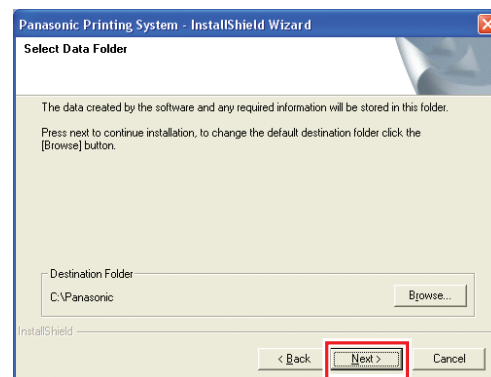 Panasonic Printing System - InstallShield Wizard
Select Data Folder
The data created by the software and any required information will be stored in this folder.
Press next to continue installation, to change the default destination folder click the
[Browse] button.
Destination Folder
C:\Panasonic
Browse...
InstallShield
< Back
Next >
Cancel